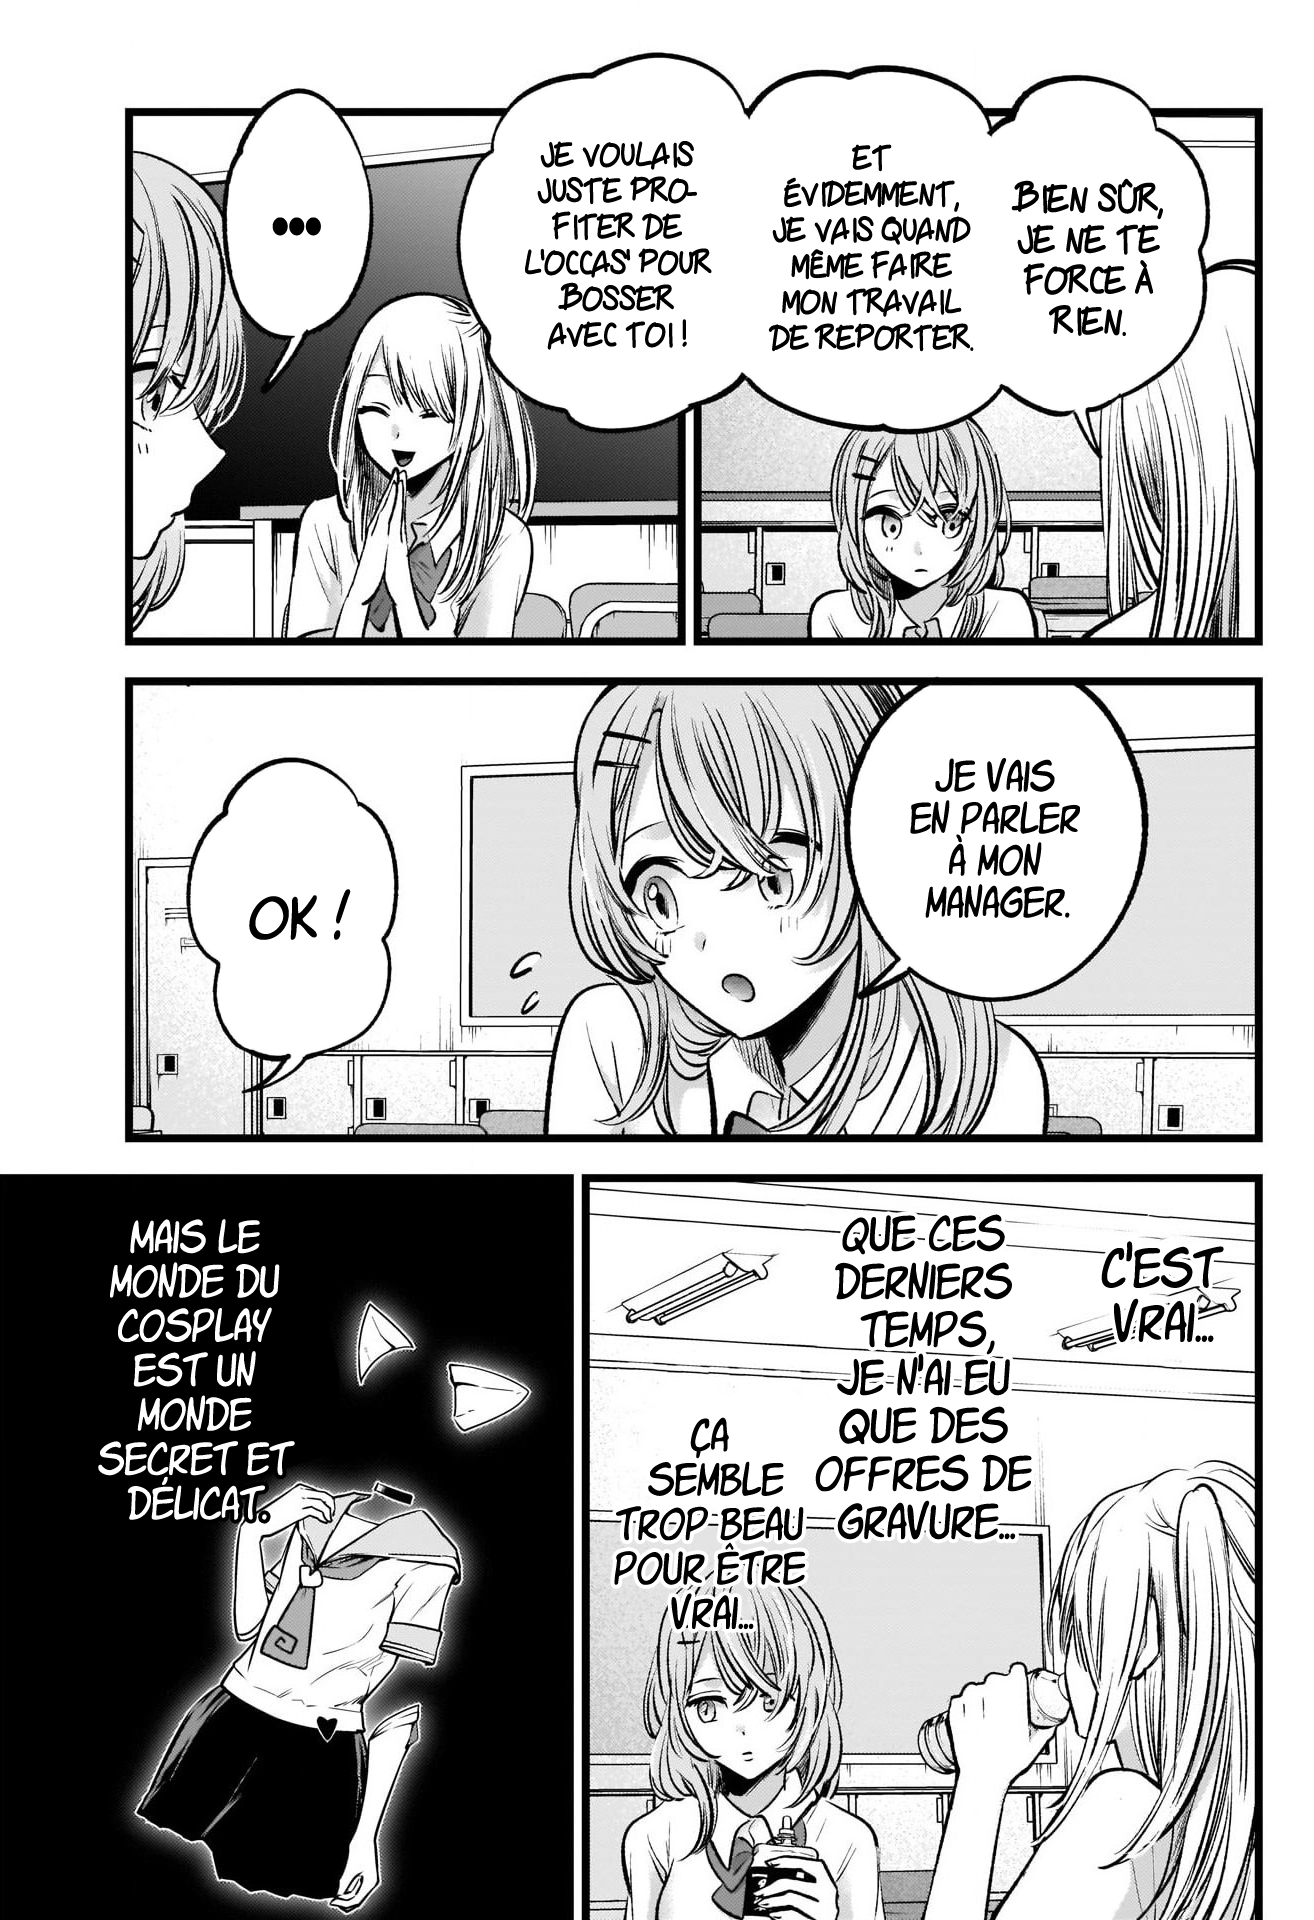 BIEN SÛR,
JE NE TE
FORCE À
RIEN.
ET
ÉVIDEMMENT,
JE VAIS QUAND
MÊME FAIRE
MON TRAVAIL
DE REPORTER.
JE VOULAIS
JUSTE PRO-
FITER DE
L'OCCAS' POUR
BOSSER
AVEC TOI !
...
JE VAIS
EN PARLER
À MON
MANAGER.
OK !
C'EST
VRAI...
QUE CES
DERNIERS
TEMPS,
JE N'AI EU
QUE DES
OFFRES DE
GRAVURE...
ÇA
SEMBLE
TROP BEAU
POUR ÊTRE
VRAI...
MAIS LE
MONDE DU
COSPLAY
EST UN
MONDE
SECRET ET
DÉLICAT.